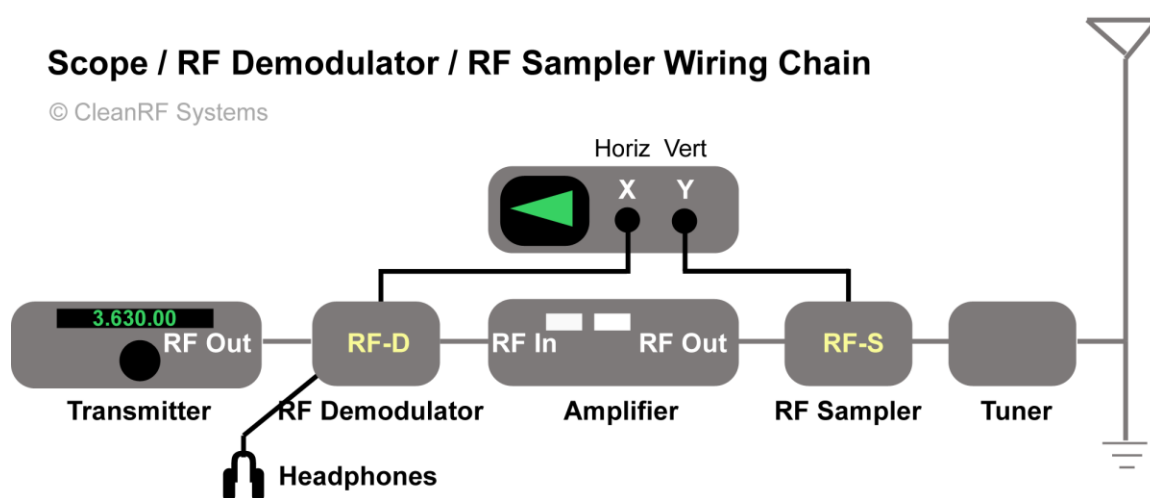 Scope / RF Demodulator / RF Sampler Wiring Chain
© CleanRF Systems
Horiz Vert
X Y
3.630.00
RF Out
RF-D
RF In
RF Out
RF-S
Transmitter
RF Demodulator
Amplifier
RF Sampler
Tuner
Headphones